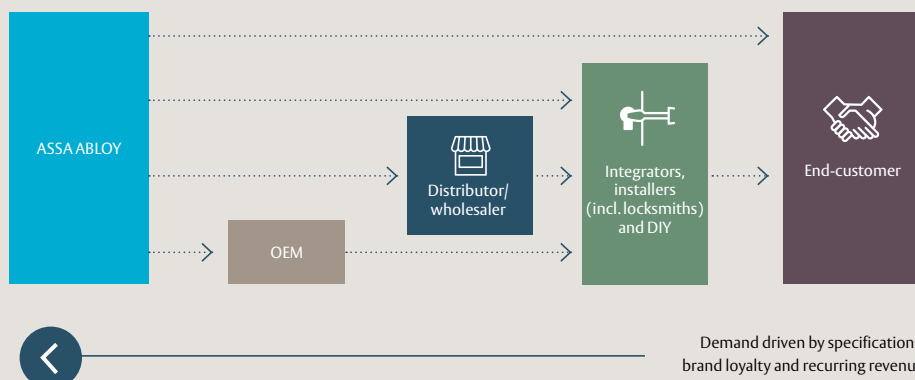 ASSA ABLOY
OEM
Distributor/
wholesaler
Integrators,
installers
(incl. locksmiths)
and DIY
End-customer
Demand driven by specification
brand loyalty and recurring revenu